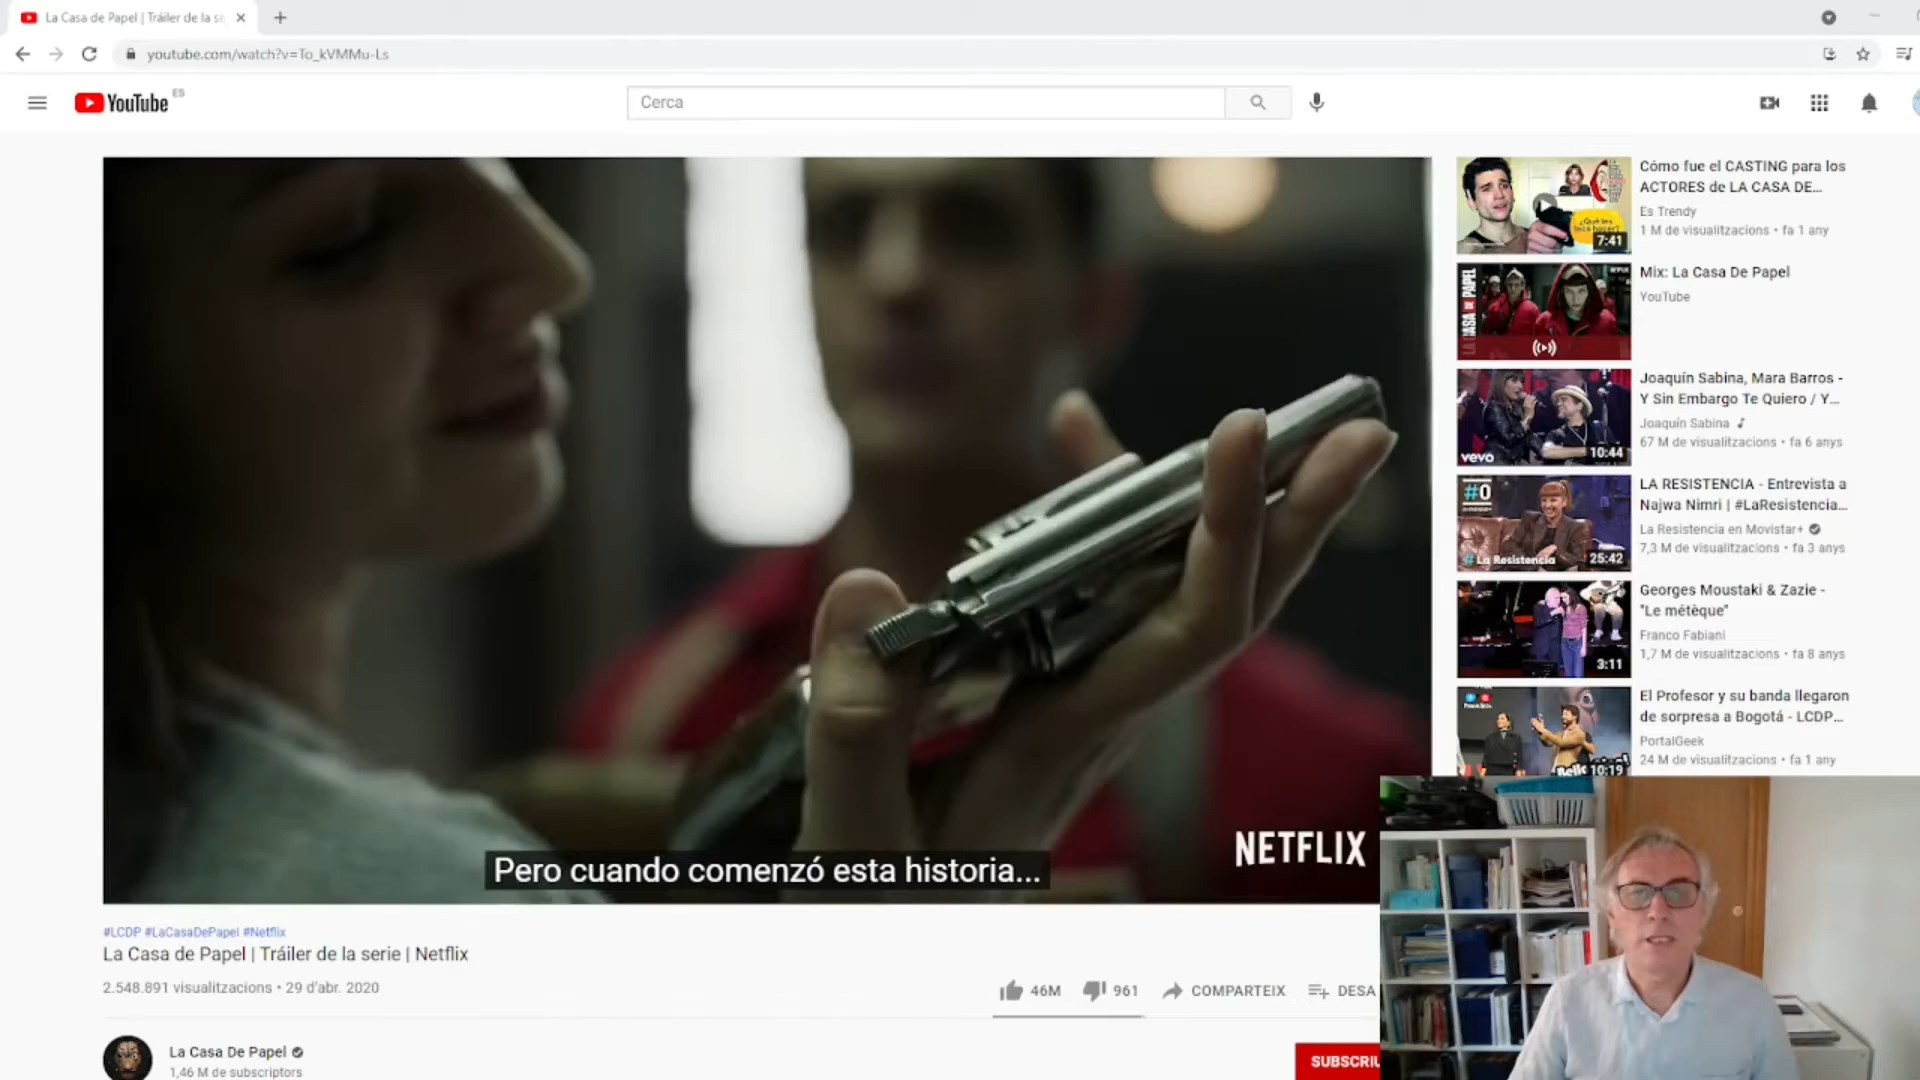 La Casa de Papel | Tráiler de la se
youtube.com/watch?v=To_kVMMu-Ls
YouTube ES
Cerca
NETFLIX
Pero cuando comenzó esta historia...
#LCDP #LaCasaDePapel #Netflix
La Casa de Papel | Tráiler de la serie | Netflix
2.548.891 visualitzacions • 29 d'abr. 2020
46M 961 COMPARTEIX DESA
La Casa De Papel
1,46 M de subscriptors
SUBSCRIU
7:41
Cómo fue el CASTING para los
ACTORES de LA CASA DE...
Es Trendy
1 M de visualitzacions • fa 1 any
LA CASA DE PAPEL
Mix: La Casa De Papel
YouTube
vevo
10:44
Joaquín Sabina, Mara Barros -
Y Sin Embargo Te Quiero / Y...
Joaquín Sabina
67 M de visualitzacions • fa 6 anys
#0
La Resistencia
25:42
LA RESISTENCIA - Entrevista a
Najwa Nimri | #LaResistencia...
La Resistencia en Movistar+
7,3 M de visualitzacions • fa 3 anys
3:11
Georges Moustaki & Zazie -
"Le métèque"
Franco Fabiani
1,7 M de visualitzacions • fa 8 anys
10:19
El Profesor y su banda llegaron
de sorpresa a Bogotá - LCDP...
PortalGeek
24 M de visualitzacions • fa 1 any